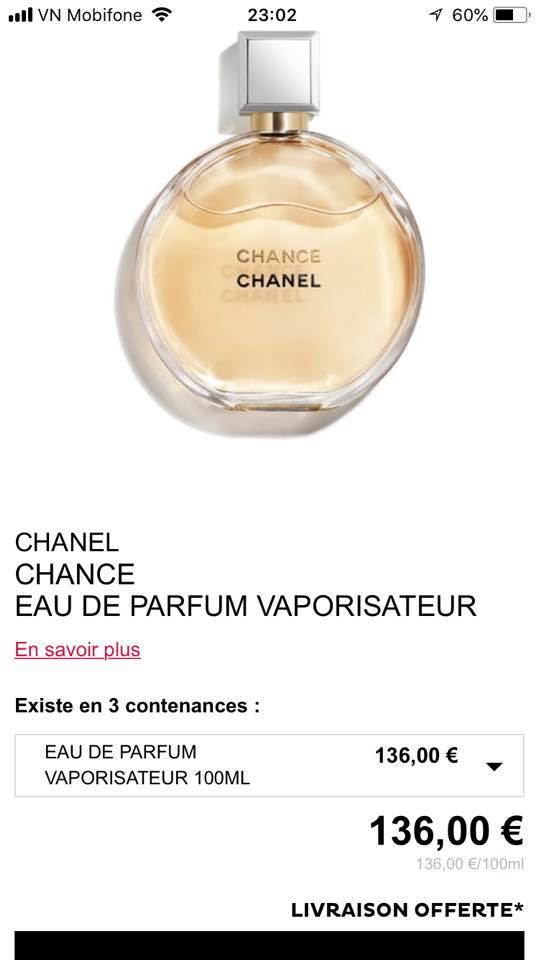 VN Mobifone
23:02
60%
CHANCE
CHANEL
CHANEL
CHANCE
EAU DE PARFUM VAPORISATEUR
En savoir plus
Existe en 3 contenances :
EAU DE PARFUM
VAPORISATEUR 100ML
136,00 €
136,00 €
136,00 €/100ml
LIVRAISON OFFERTE*